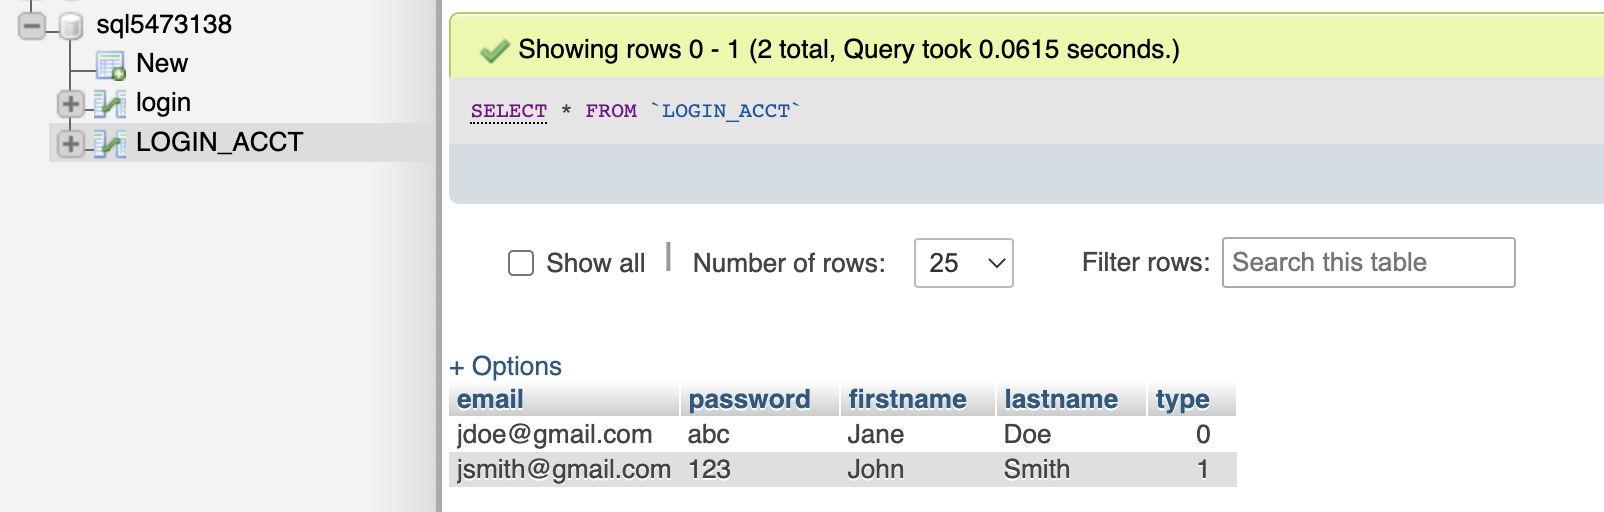 sql5473138
New
login
LOGIN_ACCT
Showing rows 0 - 1 (2 total, Query took 0.0615 seconds.)
SELECT * FROM `LOGIN_ACCT`
Show all | Number of rows: 25 Filter rows: Search this table
+ Options
email password firstname lastname type
jdoe@gmail.com abc Jane Doe 0
jsmith@gmail.com 123 John Smith 1